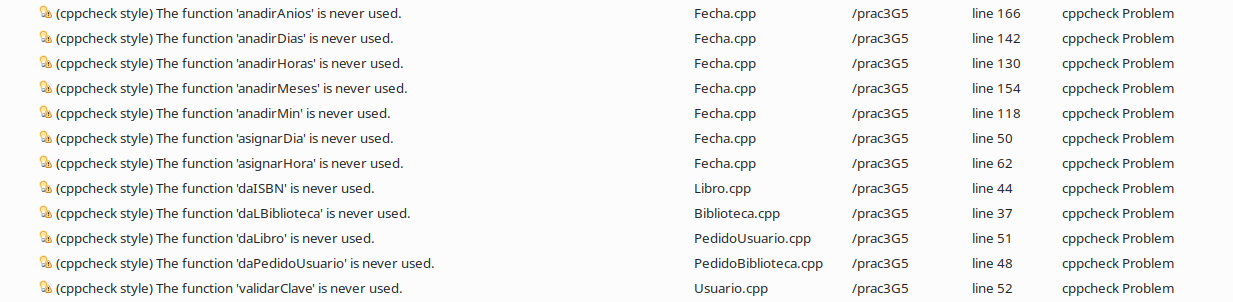 (cppcheck style) The function 'anadirAnios' is never used. Fecha.cpp /prac3G5 line 166 cppcheck Problem
(cppcheck style) The function 'anadirDias' is never used. Fecha.cpp /prac3G5 line 142 cppcheck Problem
(cppcheck style) The function 'anadirHoras' is never used. Fecha.cpp /prac3G5 line 130 cppcheck Problem
(cppcheck style) The function 'anadirMeses' is never used. Fecha.cpp /prac3G5 line 154 cppcheck Problem
(cppcheck style) The function 'anadirMin' is never used. Fecha.cpp /prac3G5 line 118 cppcheck Problem
(cppcheck style) The function 'asignarDia' is never used. Fecha.cpp /prac3G5 line 50 cppcheck Problem
(cppcheck style) The function 'asignarHora' is never used. Fecha.cpp /prac3G5 line 62 cppcheck Problem
(cppcheck style) The function 'daISBN' is never used. Libro.cpp /prac3G5 line 44 cppcheck Problem
(cppcheck style) The function 'daLBiblioteca' is never used. Biblioteca.cpp /prac3G5 line 37 cppcheck Problem
(cppcheck style) The function 'daLibro' is never used. PedidoUsuario.cpp /prac3G5 line 51 cppcheck Problem
(cppcheck style) The function 'daPedidoUsuario' is never used. PedidoBiblioteca.cpp /prac3G5 line 48 cppcheck Problem
(cppcheck style) The function 'validarClave' is never used. Usuario.cpp /prac3G5 line 52 cppcheck Problem